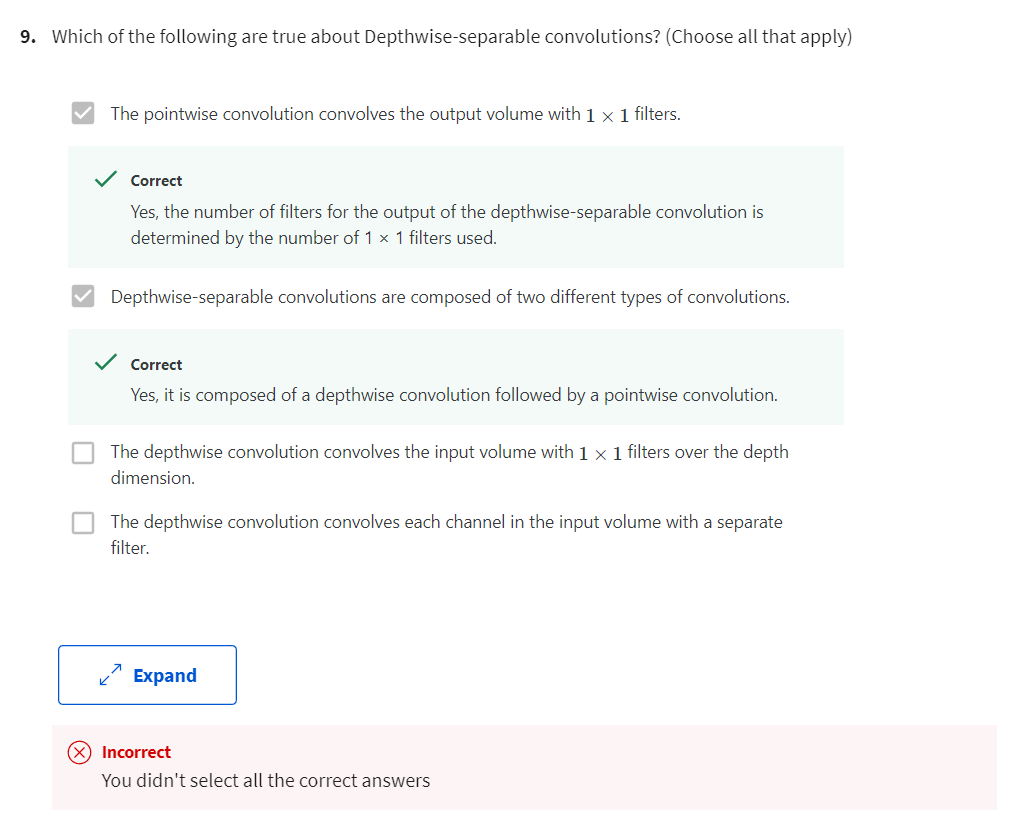 9. Which of the following are true about Depthwise-separable convolutions? (Choose all that apply)
The pointwise convolution convolves the output volume with 1 × 1 filters.
Correct
Yes, the number of filters for the output of the depthwise-separable convolution is
determined by the number of 1 × 1 filters used.
Depthwise-separable convolutions are composed of two different types of convolutions.
Correct
Yes, it is composed of a depthwise convolution followed by a pointwise convolution.
The depthwise convolution convolves the input volume with 1 × 1 filters over the depth
dimension.
The depthwise convolution convolves each channel in the input volume with a separate
filter.
Expand
Incorrect
You didn't select all the correct answers